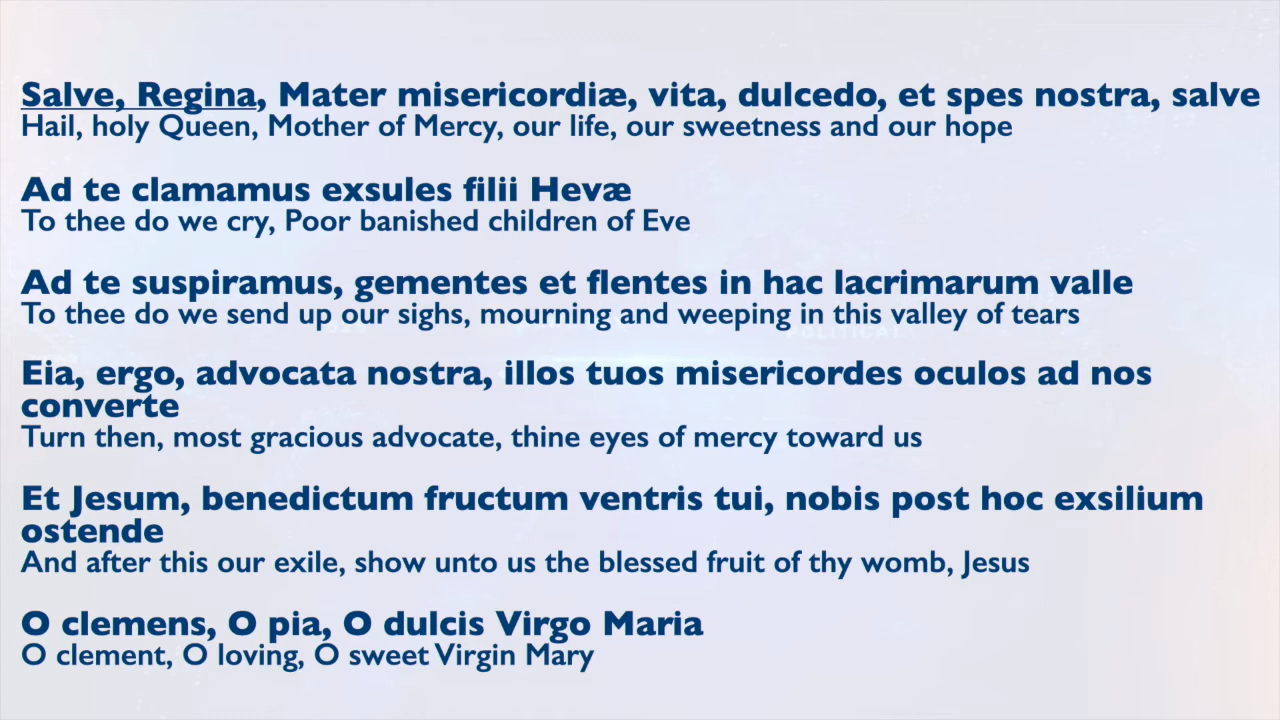 Salve, Regina, Mater misericordiæ, vita, dulcedo, et spes nostra, salve
Hail, holy Queen, Mother of Mercy, our life, our sweetness and our hope
Ad te clamamus exsules filii Hevæ
To thee do we cry, Poor banished children of Eve
Ad te suspiramus, gementes et flentes in hac lacrimarum valle
To thee do we send up our sighs, mourning and weeping in this valley of tears
Eia, ergo, advocata nostra, illos tuos misericordes oculos ad nos
converte
Turn then, most gracious advocate, thine eyes of mercy toward us
Et Jesum, benedictum fructum ventris tui, nobis post hoc exsilium
ostende
And after this our exile, show unto us the blessed fruit of thy womb, Jesus
O clemens, O pia, O dulcis Virgo Maria
O clement, O loving, O sweet Virgin Mary